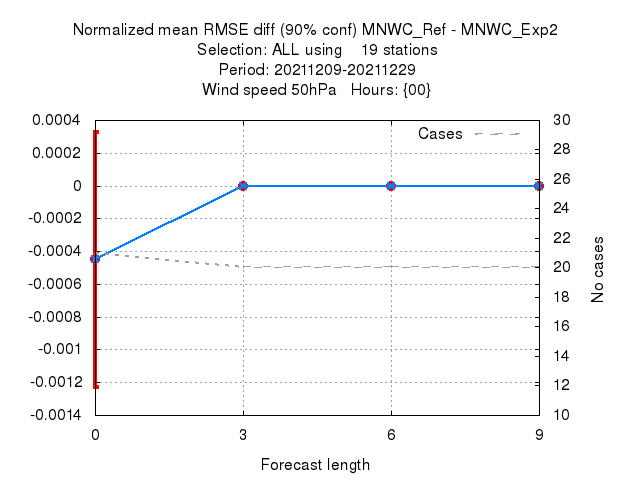 Normalized mean RMSE diff (90% conf) MNWC_Ref - MNWC_Exp2
Selection: ALL using    19 stations
Period: 20211209-20211229
Wind speed 50hPa   Hours: {00}
Cases
0.0004
0.0002
0
-0.0002
-0.0004
-0.0006
-0.0008
-0.001
-0.0012
-0.0014
30
28
26
24
22
20
18
16
14
12
10
No cases
0 3 6 9
Forecast length